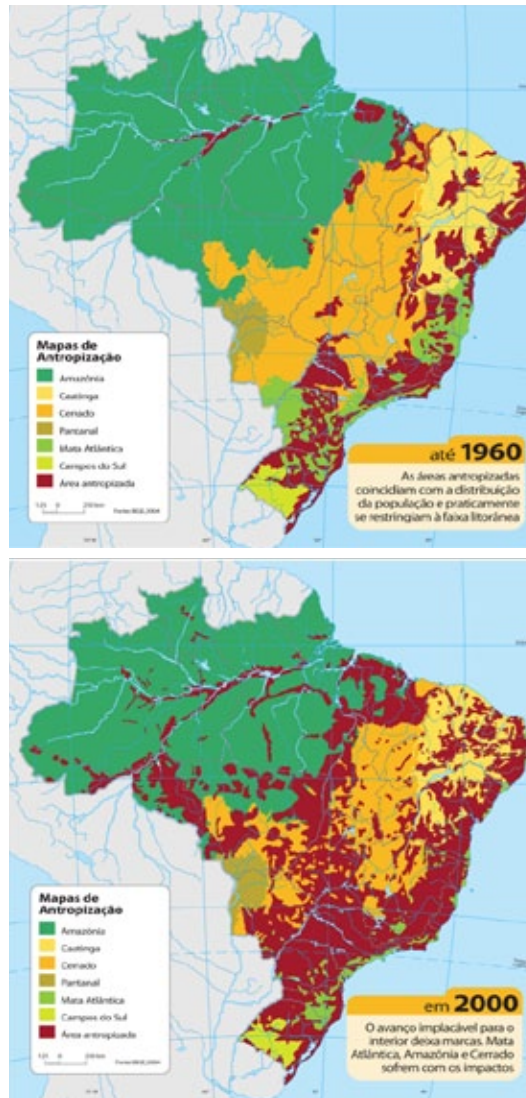 Mapas de
Antropização
Amazônia
Caatinga
Cerrado
Pantanal
Mata Atlântica
Campos do Sul
Área antropizada
até 1960
As áreas antropizadas
coincidiam com a distribuição
da população e praticamente
se restringiam à faixa litorânea
Mapas de
Antropização
Amazônia
Caatinga
Cerrado
Pantanal
Mata Atlântica
Campos do Sul
Área antropizada
em 2000
O avanço implacável para o
interior deixa marcas. Mata
Atlântica, Amazônia e Cerrado
sofrem com os impactos